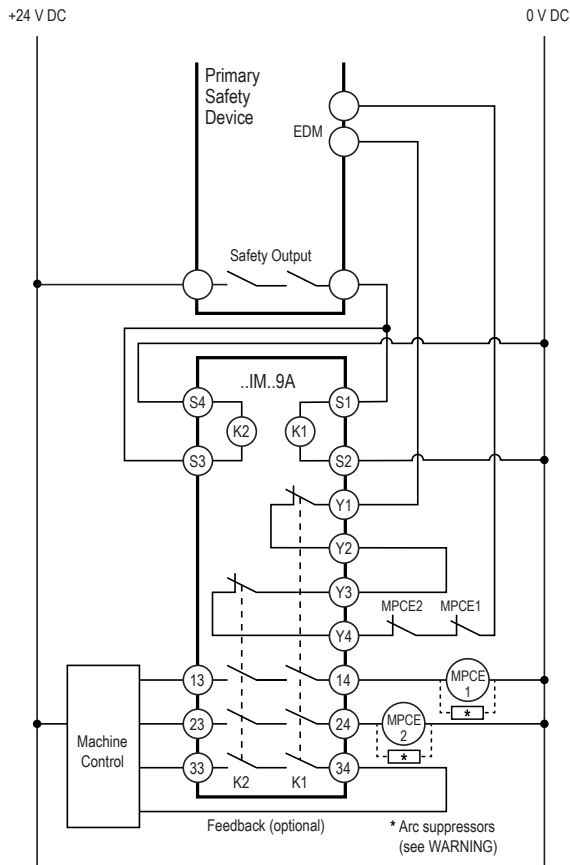 +24 V DC
0 V DC
Primary
Safety
Device
EDM
Safety Output
..IM..9A
S4
S1
K2
K1
S3
S2
Y1
Y2
Y3
MPCE2
MPCE1
Y4
13
14
MPCE
1
*
23
24
MPCE
2
*
Machine
Control
33
K2
K1
34
Feedback (optional)
* Arc suppressors
(see WARNING)